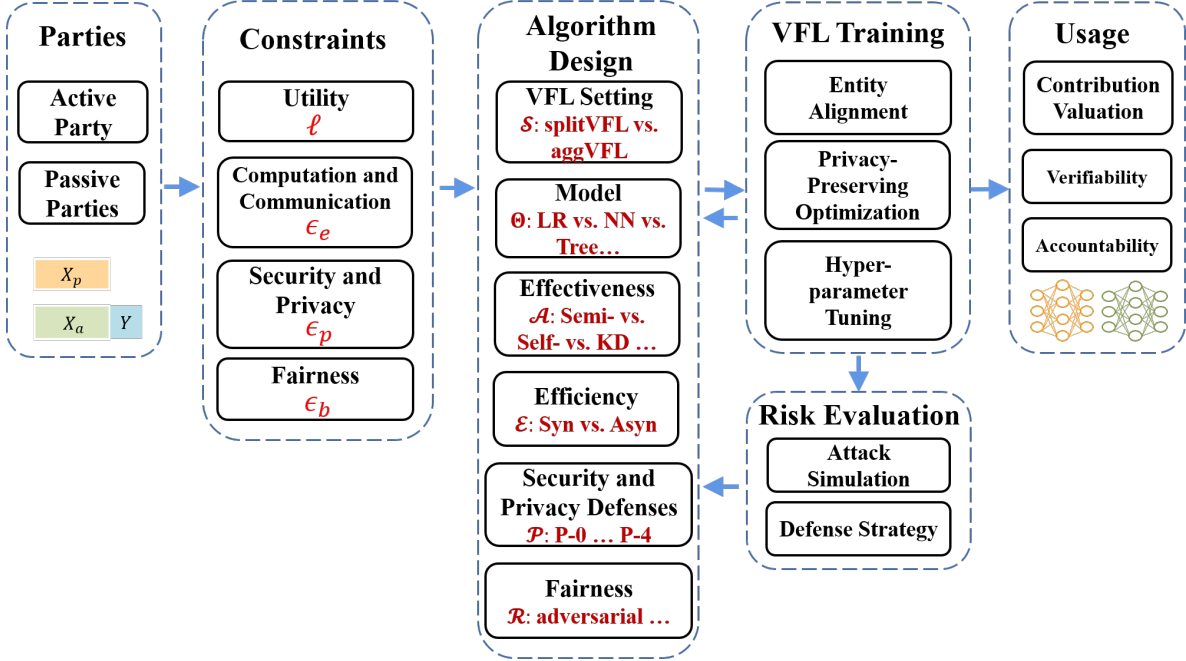 Parties
Active
Party
Passive
Parties
X_p
X_a Y
Constraints
Utility
ℓ
Computation and
Communication
ϵ_e
Security and
Privacy
ϵ_p
Fairness
ϵ_b
Algorithm
Design
VFL Setting
𝒮: splitVFL vs.
aggVFL
Model
Θ: LR vs. NN vs.
Tree…
Effectiveness
𝒜: Semi- vs.
Self- vs. KD …
Efficiency
ℰ: Syn vs. Asyn
Security and
Privacy Defenses
𝒫: P-0 … P-4
Fairness
ℛ: adversarial …
VFL Training
Entity
Alignment
Privacy-
Preserving
Optimization
Hyper-
parameter
Tuning
Risk Evaluation
Attack
Simulation
Defense Strategy
Usage
Contribution
Valuation
Verifiability
Accountability